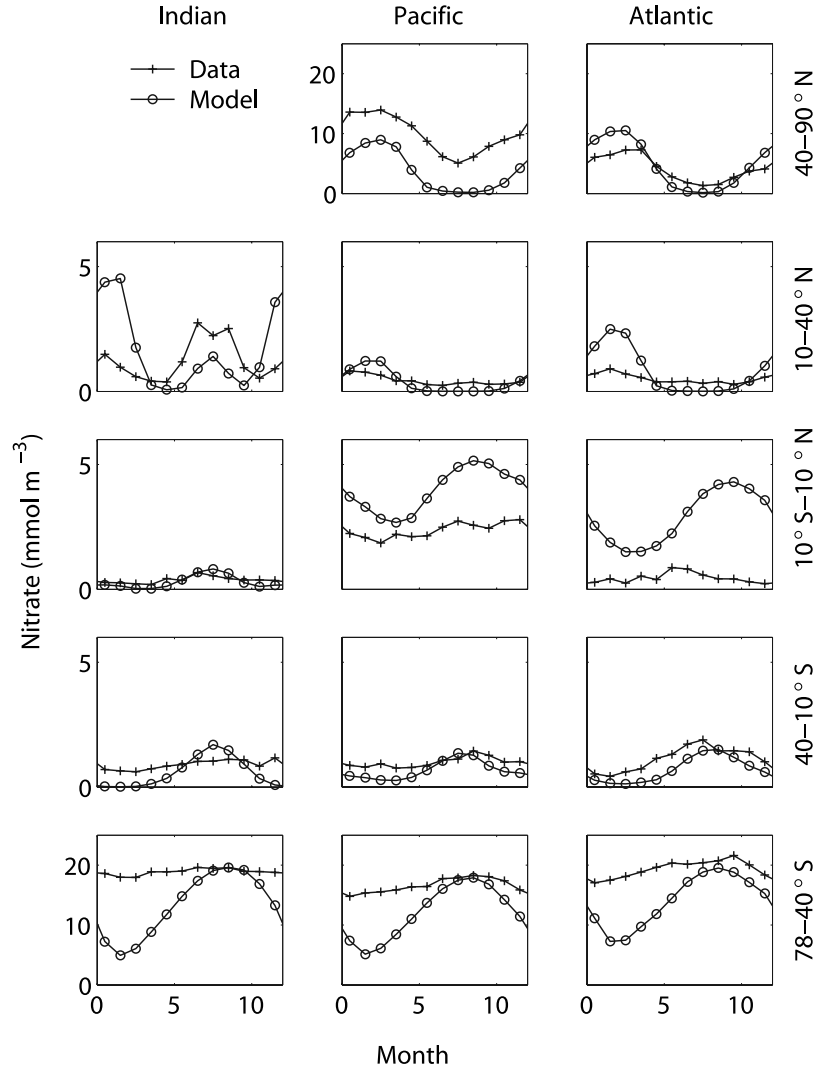 Indian Pacific Atlantic
Data
Model
20
10
0
40−90° N
5
0
10−40° N
5
0
10° S−10° N
5
0
40−10° S
20
10
0
78−40° S
0 5 10 0 5 10 0 5 10
Nitrate (mmol m −3)
Month